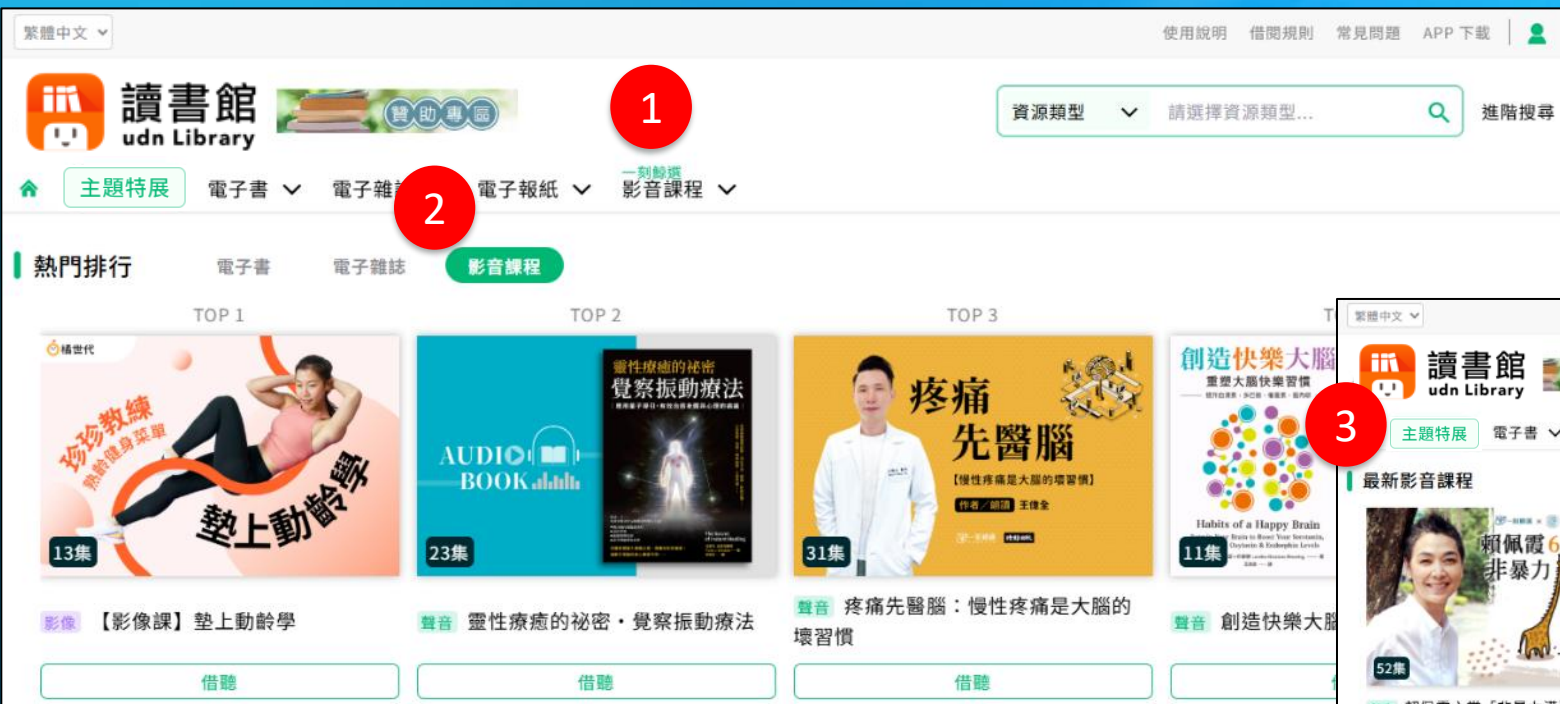 繁體中文
使用說明 借閱規則 常見問題 APP 下載
讀書館
udn Library
贊助專區
1
資源類型 請選擇資源類型... 進階搜尋
一刻鯨選
主題特展 電子書 電子雜 電子報紙 影音課程
2
熱門排行 電子書 電子雜誌 影音課程
TOP 1 TOP 2 TOP 3
橘世代
珍珍教練
熟齡健身菜單
墊上動齡學
13集
靈性療癒的祕密
覺察振動療法
AUDIO
BOOK
23集
疼痛
先醫腦
【慢性疼痛是大腦的壞習慣】
作者／朗讀 王偉全
31集
創造快樂大腦
重塑大腦快樂習慣
Habits of a Happy Brain
11集
影像 【影像課】墊上動齡學
聲音 靈性療癒的祕密・覺察振動療法
聲音 疼痛先醫腦：慢性疼痛是大腦的
壞習慣
聲音 創造快樂大腦
借聽 借聽 借聽
繁體中文
讀書館
udn Library
3
主題特展 電子書
最新影音課程
賴佩霞6
非暴力
52集